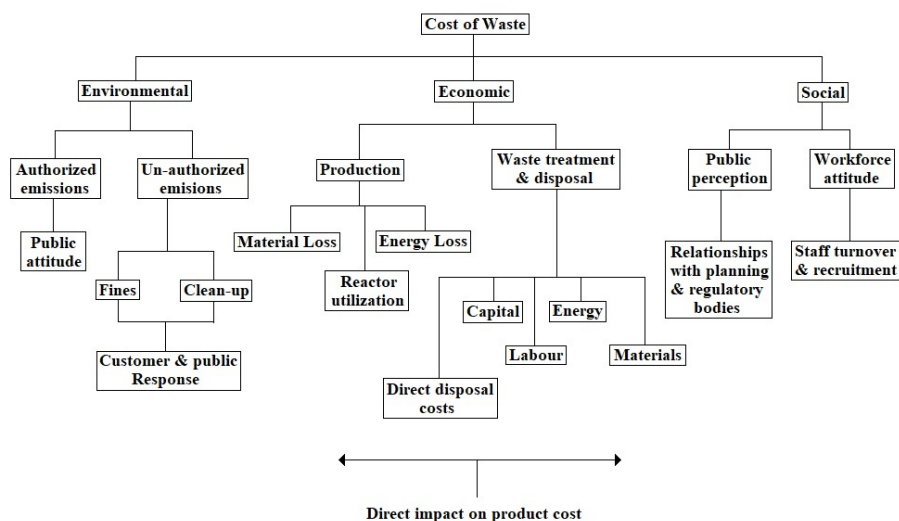 Cost of Waste
Environmental
Economic
Social
Authorized
emissions
Un-authorized
emisions
Production
Waste treatment
& disposal
Public
perception
Workforce
attitude
Public
attitude
Material Loss
Energy Loss
Reactor
utilization
Relationships
with planning
& regulatory
bodies
Staff turnover
& recruitment
Fines
Clean-up
Capital
Energy
Labour
Materials
Customer & public
Response
Direct disposal
costs
Direct impact on product cost